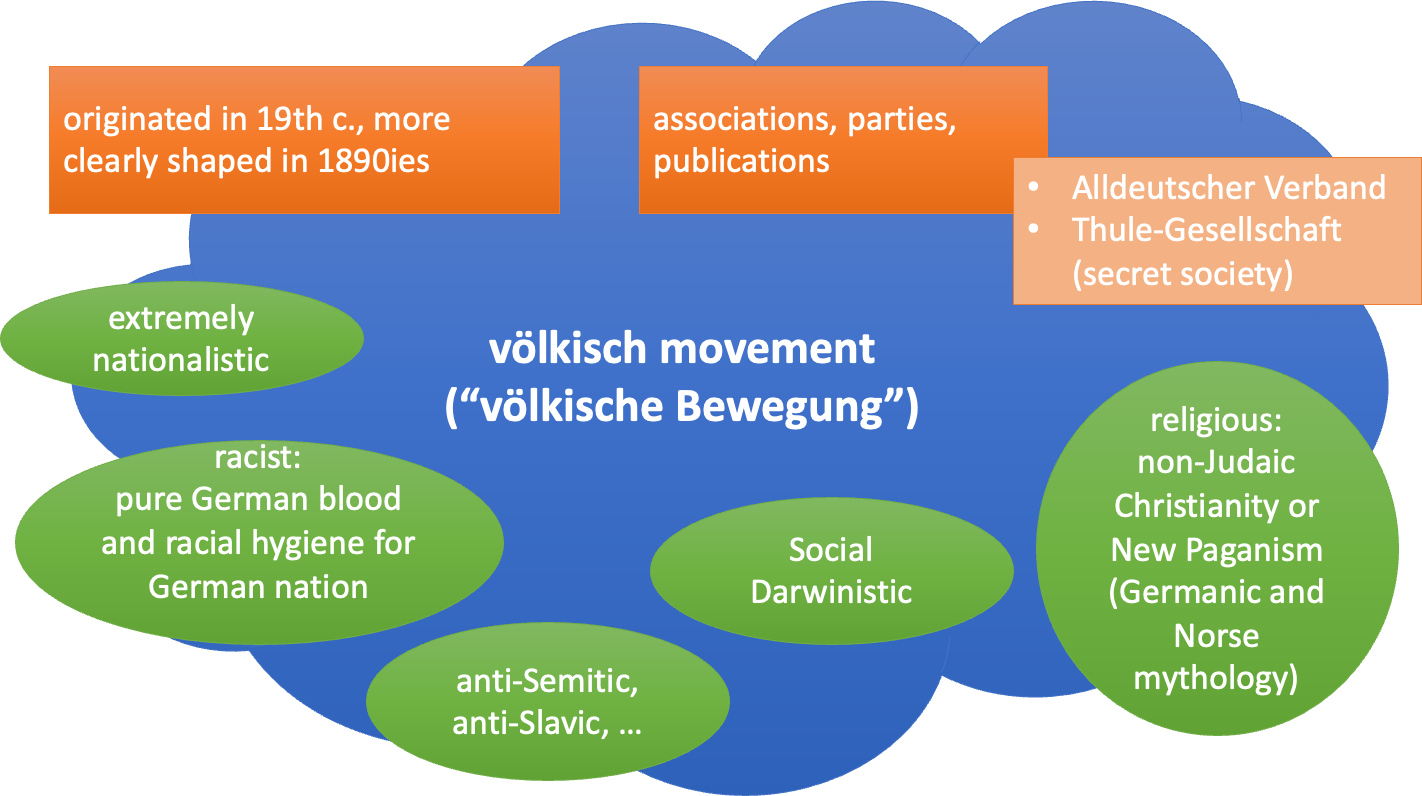 originated in 19th c., more
clearly shaped in 1890ies
associations, parties,
publications
• Alldeutscher Verband
• Thule-Gesellschaft
(secret society)
extremely
nationalistic
völkisch movement
(“völkische Bewegung”)
racist:
pure German blood
and racial hygiene for
German nation
Social
Darwinistic
anti-Semitic,
anti-Slavic, …
religious:
non-Judaic
Christianity or
New Paganism
(Germanic and
Norse
mythology)